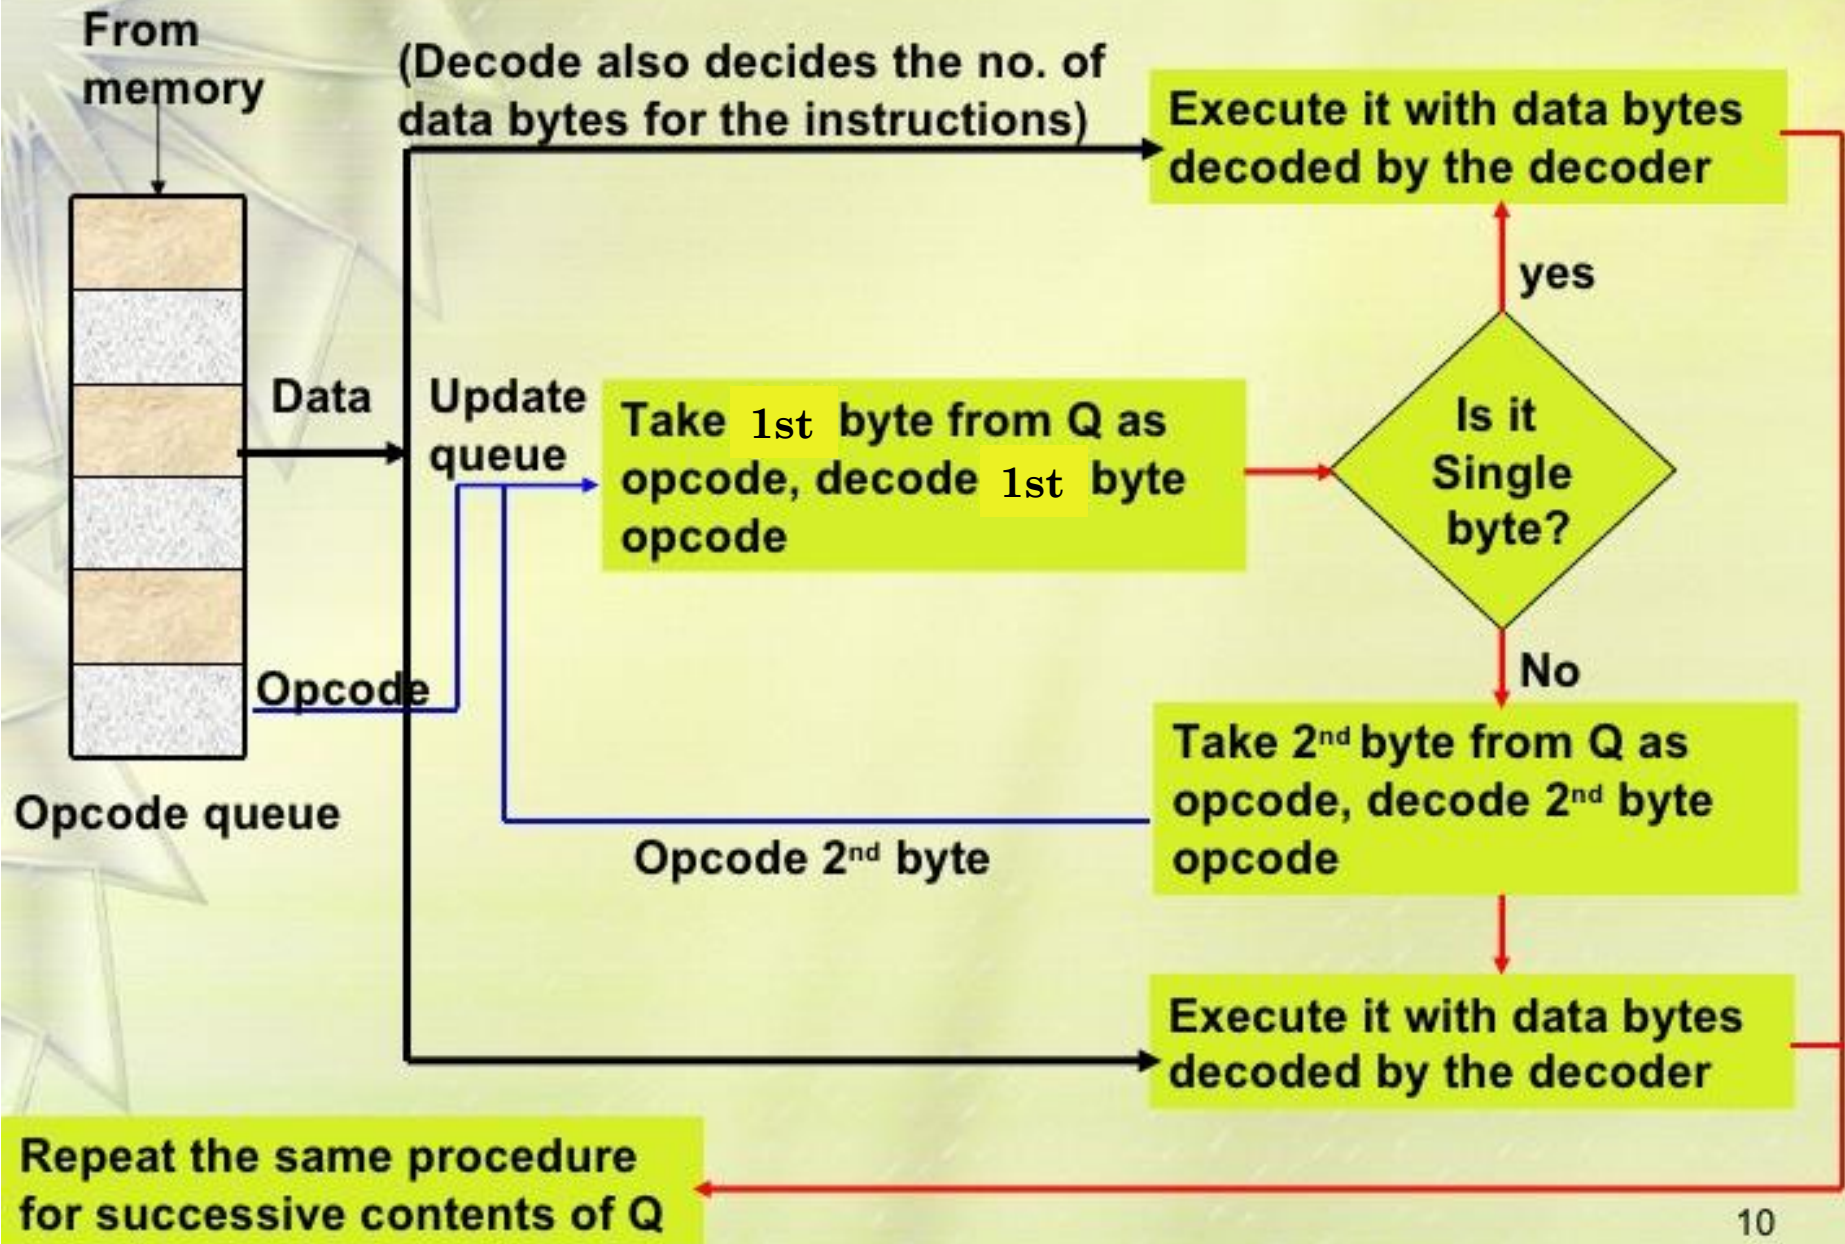 From
memory
(Decode also decides the no. of
data bytes for the instructions)
Execute it with data bytes
decoded by the decoder
yes
Data
Update
queue
Take 1st byte from Q as
opcode, decode 1st byte
opcode
Is it
Single
byte?
Opcode
No
Take 2nd byte from Q as
opcode, decode 2nd byte
opcode
Opcode queue
Opcode 2nd byte
Execute it with data bytes
decoded by the decoder
Repeat the same procedure
for successive contents of Q
10